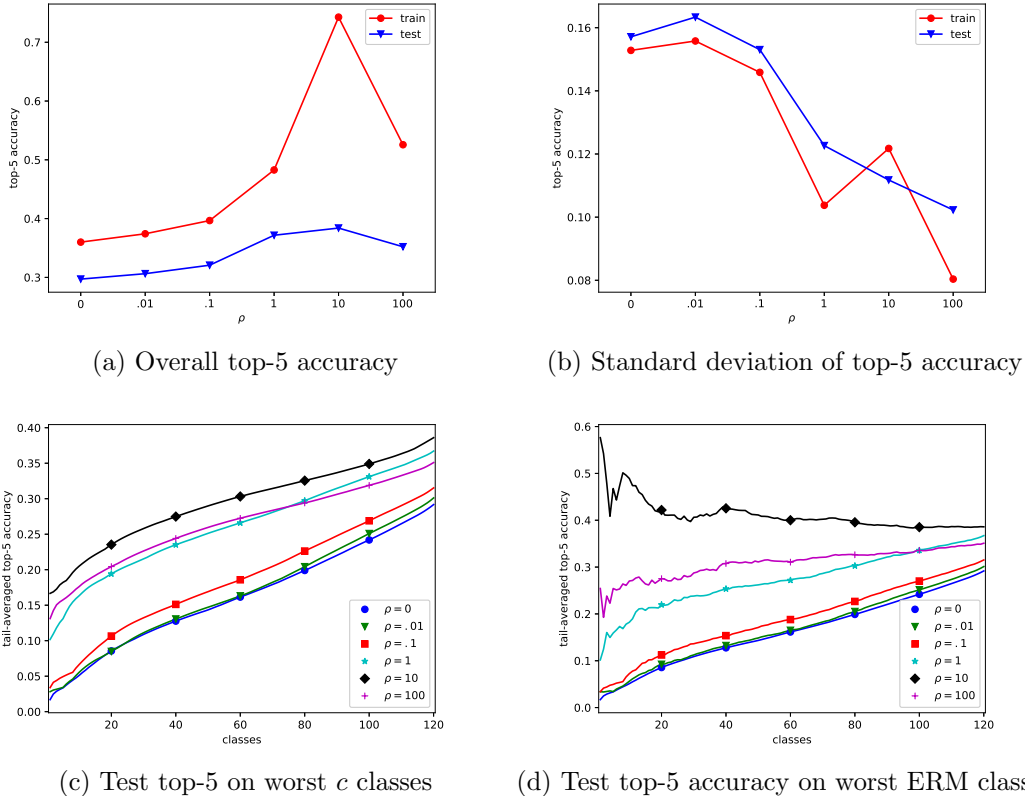 train
test
0.7
0.6
0.5
0.4
0.3
top-5 accuracy
0 .01 .1 1 10 100
ρ
(a) Overall top-5 accuracy
train
test
0.16
0.14
0.12
0.10
0.08
top-5 accuracy
0 .01 .1 1 10 100
ρ
(b) Standard deviation of top-5 accuracy
0.40
0.35
0.30
0.25
0.20
0.15
0.10
0.05
0.00
tail-averaged top-5 accuracy
ρ = 0
ρ = .01
ρ = .1
ρ = 1
ρ = 10
ρ = 100
20 40 60 80 100 120
classes
(c) Test top-5 on worst c classes
0.6
0.5
0.4
0.3
0.2
0.1
0.0
tail-averaged top-5 accuracy
ρ = 0
ρ = .01
ρ = .1
ρ = 1
ρ = 10
ρ = 100
20 40 60 80 100 120
classes
(d) Test top-5 accuracy on worst ERM class